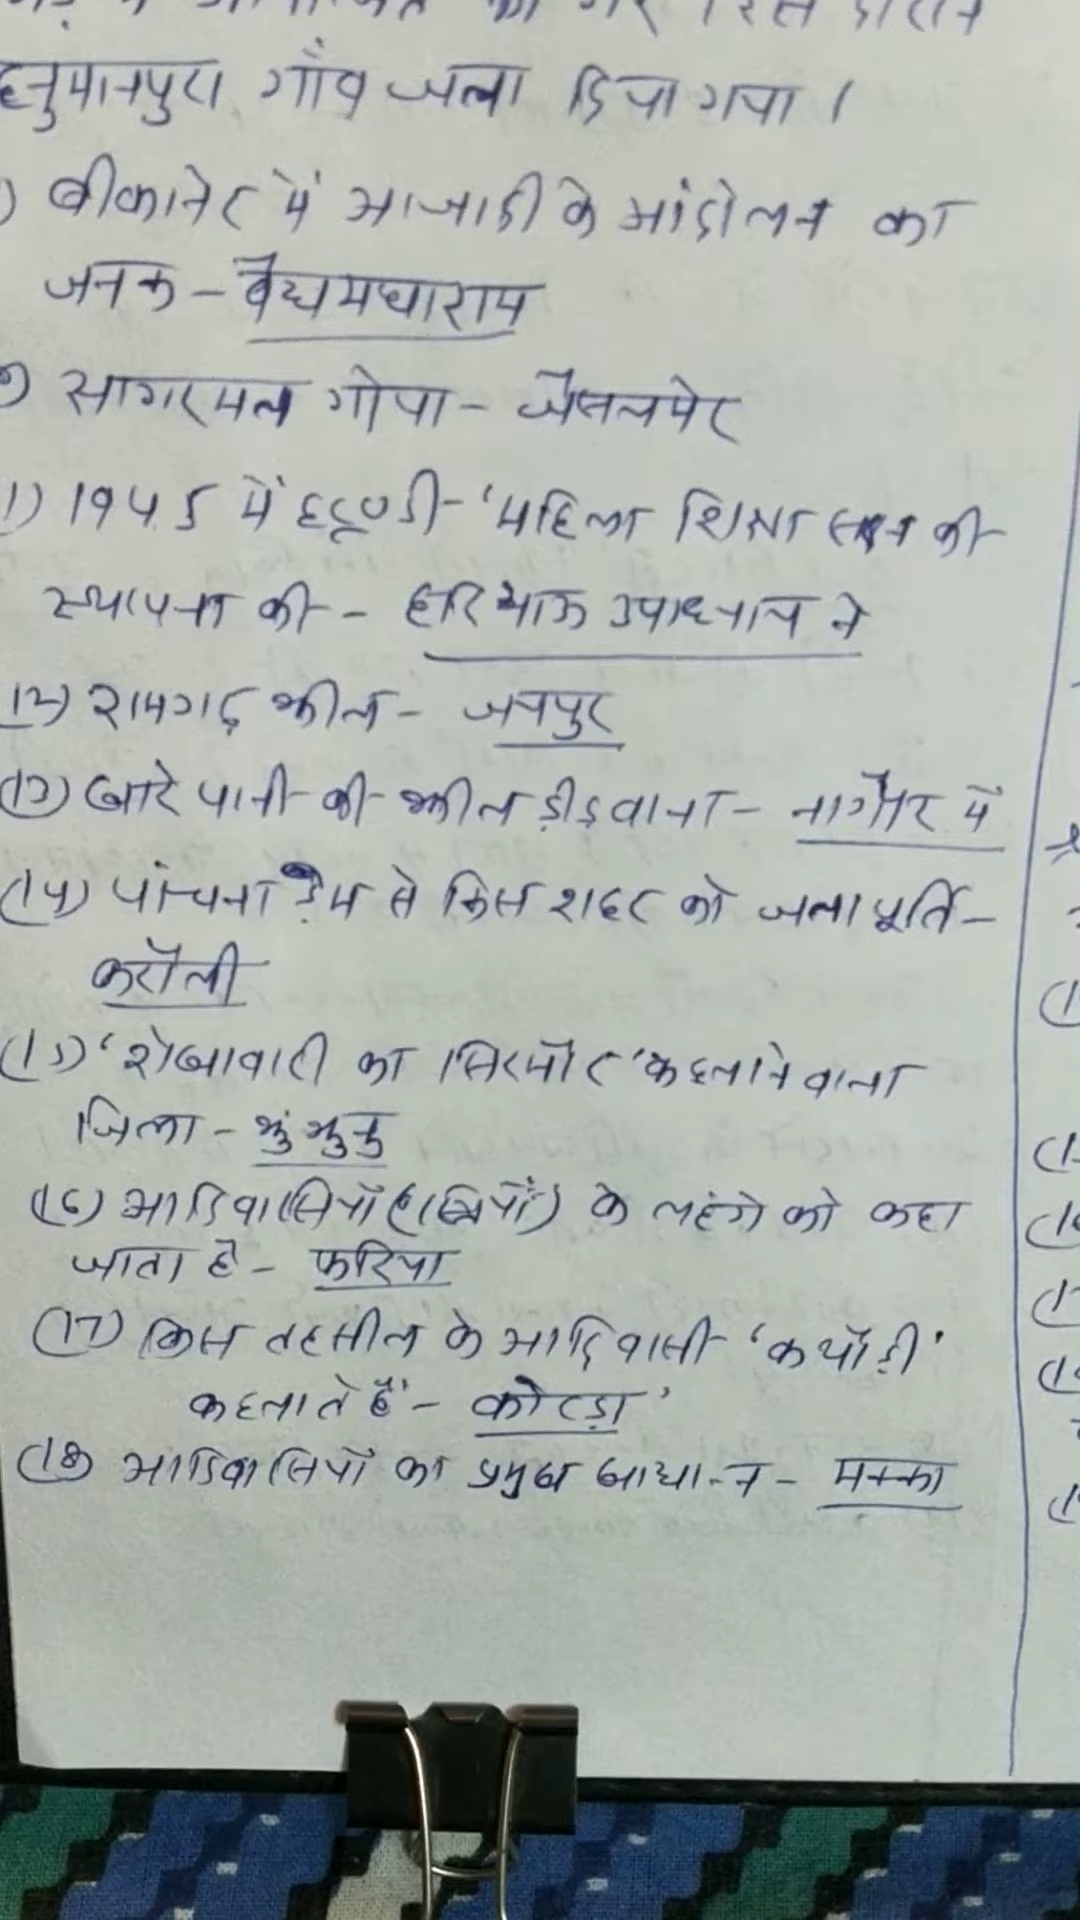 हनुमानपुरा गाँव जला दिया गया ।
) बीकानेर में आजादी के आंदोलन का
जनक - वैद्य मघाराम
) सागरमल गोपा - जैसलमेर
1) 1945 में हटूण्डी - 'महिला शिक्षा सदन की
स्थापना की - हरिभाऊ उपाध्याय ने
(12) रामगढ़ झील - जयपुर
(13) खारे पानी की झील डीडवाना - नागौर में
(14) पांचना डैम से किस शहर को जलापूर्ति -
करौली
(15) 'शेखावाटी का सिरमौर' कहलाने वाला
जिला - झुंझुनु
(16) आदिवासियों (स्त्रियों) के लहंगे को कहा
जाता है - फरिया
(17) किस तहसील के आदिवासी 'कथौड़ी'
कहलाते हैं - कोटड़ा'
(18) आदिवासियों का प्रमुख खाद्यान्न - मक्का